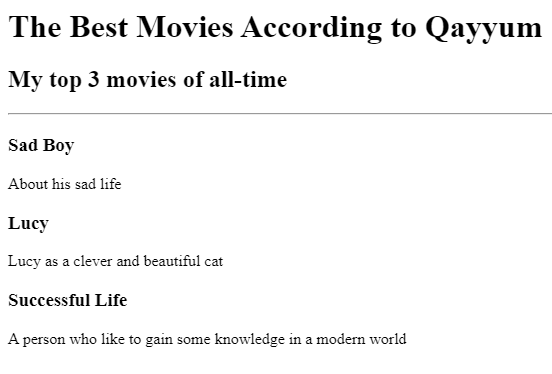 The Best Movies According to Qayyum
My top 3 movies of all-time
Sad Boy
About his sad life
Lucy
Lucy as a clever and beautiful cat
Successful Life
A person who like to gain some knowledge in a modern world